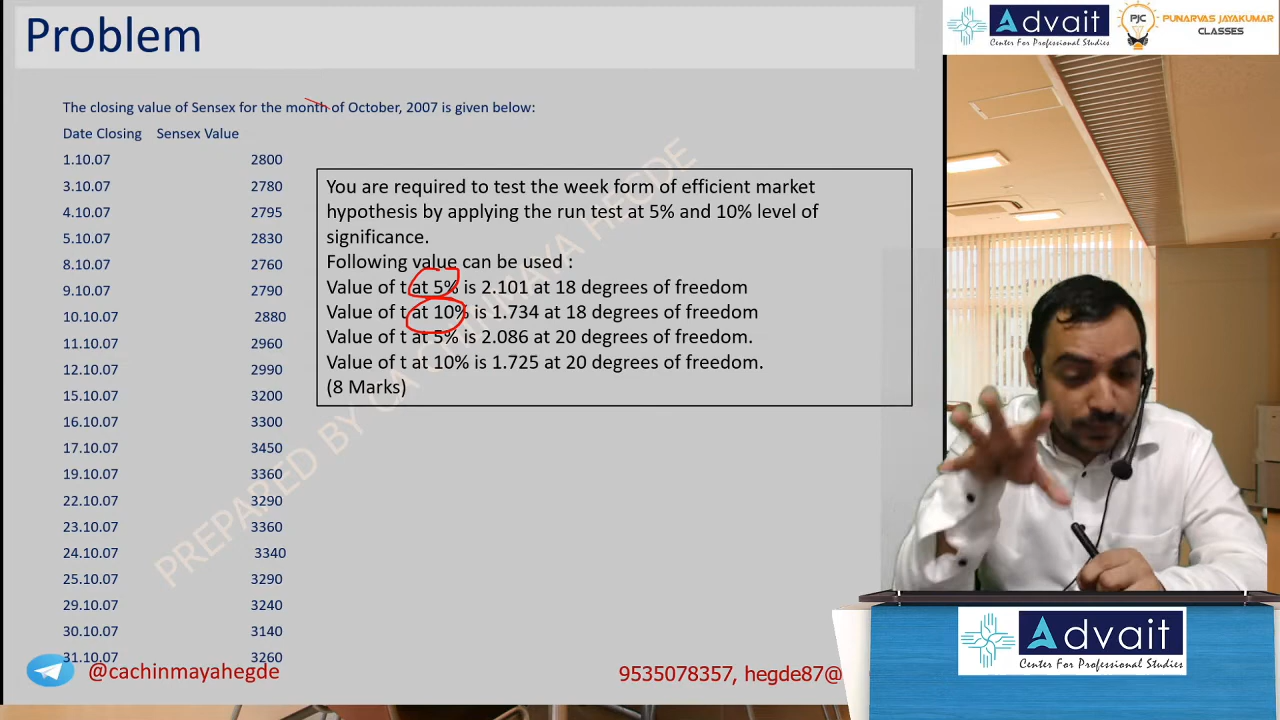 Problem
Advait
Center For Professional Studies
PJC
PUNARVAS JAYAKUMAR
CLASSES
The closing value of Sensex for the month of October, 2007 is given below:
Date Closing Sensex Value
1.10.07 2800
3.10.07 2780
4.10.07 2795
5.10.07 2830
8.10.07 2760
9.10.07 2790
10.10.07 2880
11.10.07 2960
12.10.07 2990
15.10.07 3200
16.10.07 3300
17.10.07 3450
19.10.07 3360
22.10.07 3290
23.10.07 3360
24.10.07 3340
25.10.07 3290
29.10.07 3240
30.10.07 3140
31.10.07 3260
You are required to test the week form of efficient market
hypothesis by applying the run test at 5% and 10% level of
significance.
Following value can be used :
Value of t at 5% is 2.101 at 18 degrees of freedom
Value of t at 10% is 1.734 at 18 degrees of freedom
Value of t at 5% is 2.086 at 20 degrees of freedom.
Value of t at 10% is 1.725 at 20 degrees of freedom.
(8 Marks)
PREPARED BY CA CHINMAYA HEGDE
@cachinmayahegde
9535078357, hegde87@
Advait
Center For Professional Studies